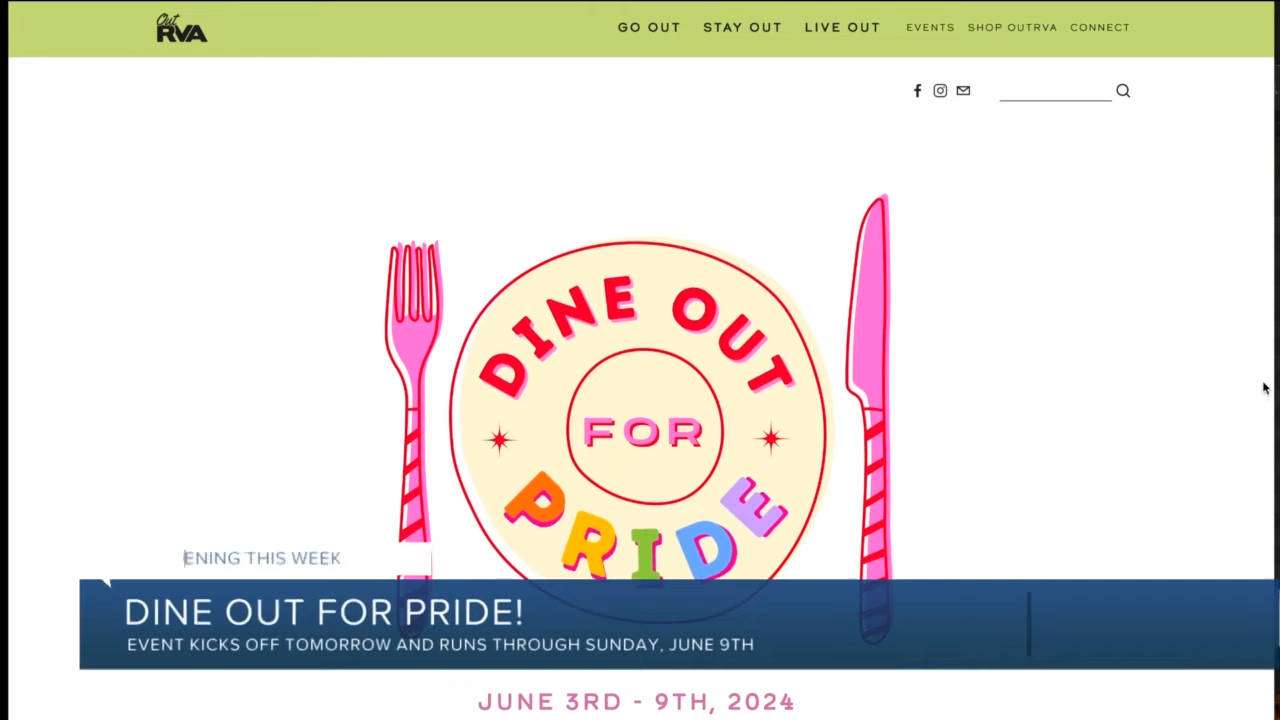 Out
RVA
GO OUT STAY OUT LIVE OUT EVENTS SHOP OUTRVA CONNECT
DINE OUT
FOR
PRIDE
ENING THIS WEEK
DINE OUT FOR PRIDE!
EVENT KICKS OFF TOMORROW AND RUNS THROUGH SUNDAY, JUNE 9TH
JUNE 3RD - 9TH, 2024